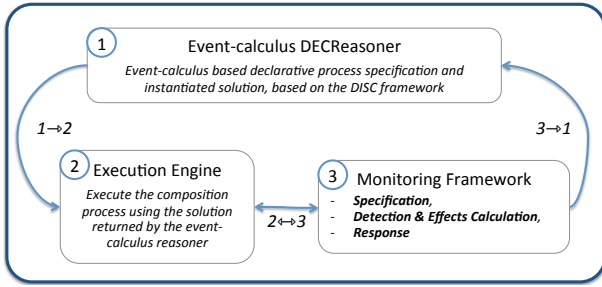 1
Event-calculus DECReasoner
Event-calculus based declarative process specification and
instantiated solution, based on the DISC framework
1→2
3→1
2
Execution Engine
Execute the composition
process using the solution
returned by the event-
calculus reasoner
2↔3
3
Monitoring Framework
- Specification,
- Detection & Effects Calculation,
- Response